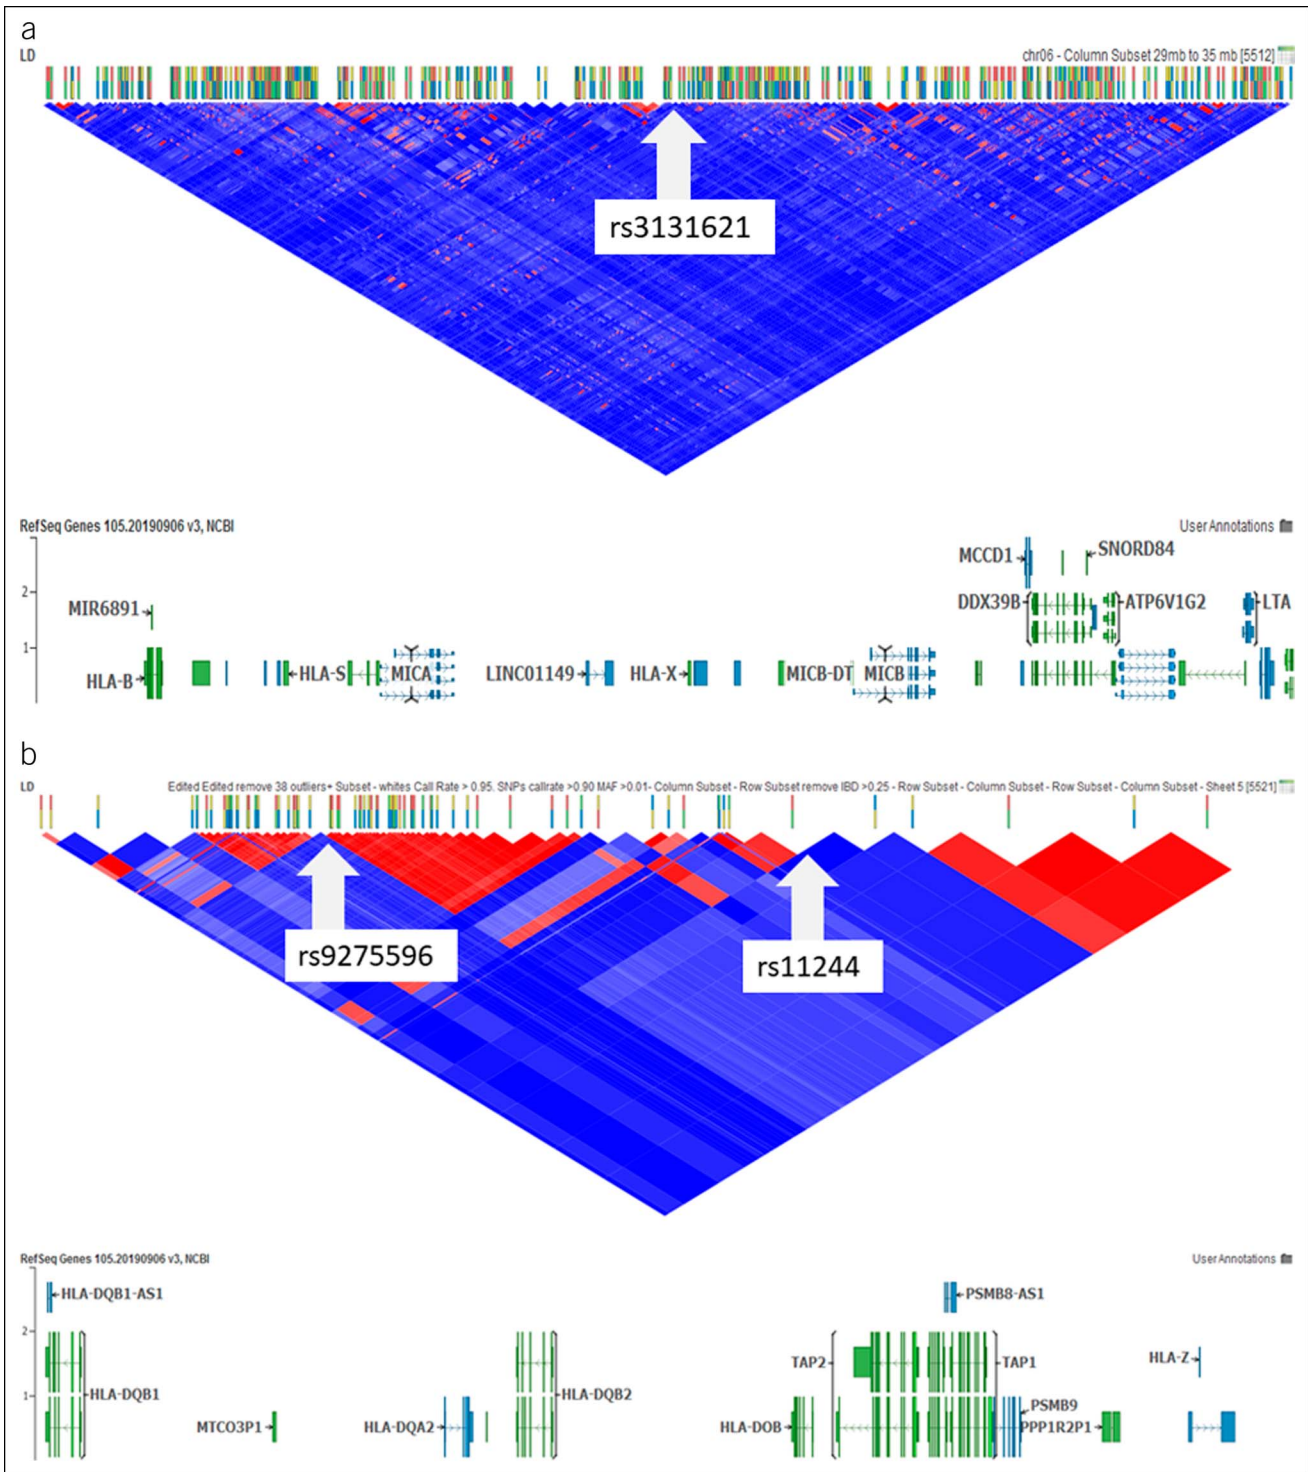 a
LD
chr06 - Column Subset 29mb to 35 mb [5512]
rs3131621
RefSeq Genes 105.20190906 v3, NCBI
User Annotations
MCCD1
SNORD84
2
MIR6891
DDX39B
ATP6V1G2
LTA
1
HLA-B
HLA-S
MICA
LINC01149
HLA-X
MICB-DT
MICB
b
LD
Edited Edited remove 38 outliers+ Subset - whites Call Rate > 0.95. SNPs callrate >0.90 MAF >0.01- Column Subset - Row Subset remove IBD >0.25 - Row Subset - Column Subset - Row Subset - Column Subset - Sheet 5 [5521]
rs9275596
rs11244
RefSeq Genes 105.20190906 v3, NCBI
User Annotations
HLA-DQB1-AS1
PSMB8-AS1
2
TAP2
TAP1
HLA-Z
1
HLA-DQB1
HLA-DQB2
MTCO3P1
HLA-DQA2
HLA-DOB
PSMB9
PPP1R2P1